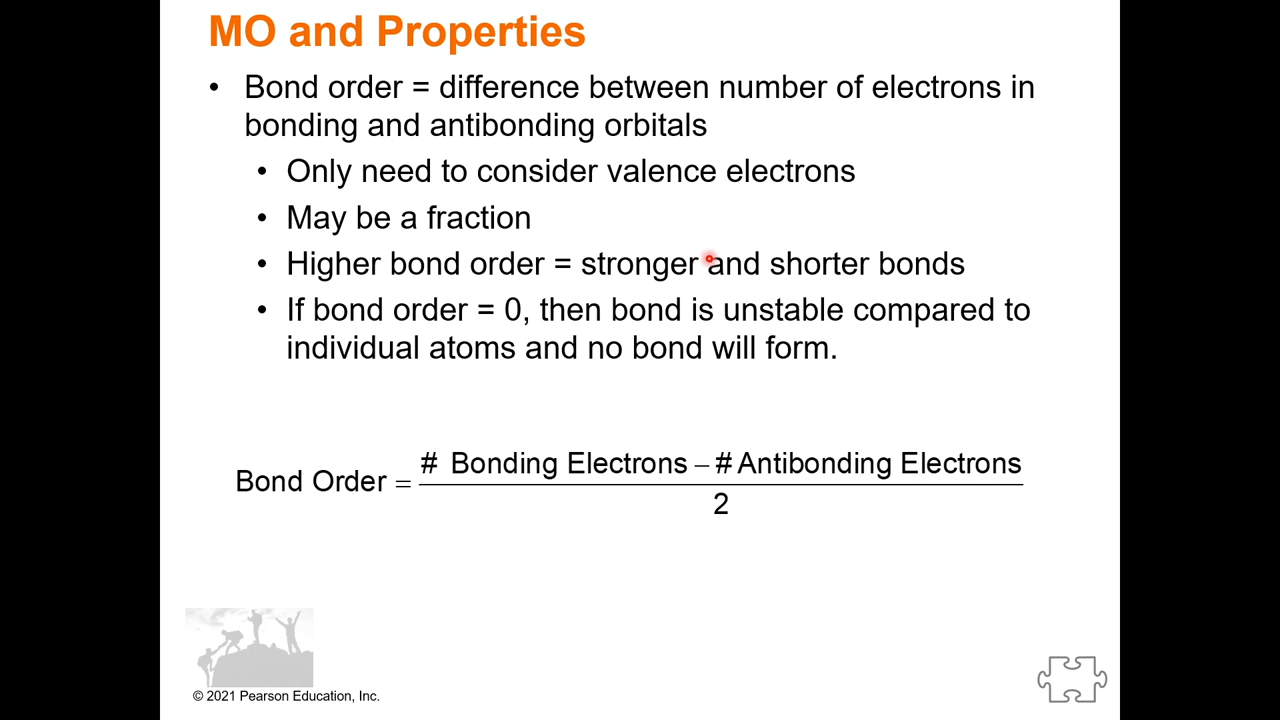 MO and Properties
• Bond order = difference between number of electrons in
bonding and antibonding orbitals
• Only need to consider valence electrons
• May be a fraction
• Higher bond order = stronger and shorter bonds
• If bond order = 0, then bond is unstable compared to
individual atoms and no bond will form.
Bond Order = # Bonding Electrons – # Antibonding Electrons
2
© 2021 Pearson Education, Inc.